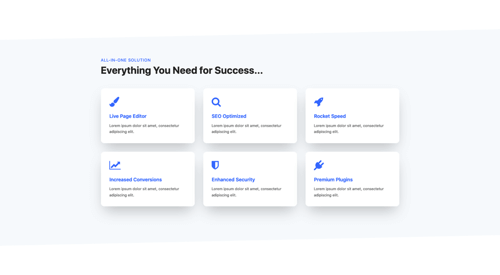 ALL-IN-ONE SOLUTION
Everything You Need for Success...
Live Page Editor
Lorem ipsum dolor sit amet, consectetur
adipiscing elit.
SEO Optimized
Lorem ipsum dolor sit amet, consectetur
adipiscing elit.
Rocket Speed
Lorem ipsum dolor sit amet, consectetur
adipiscing elit.
Increased Conversions
Lorem ipsum dolor sit amet, consectetur
adipiscing elit.
Enhanced Security
Lorem ipsum dolor sit amet, consectetur
adipiscing elit.
Premium Plugins
Lorem ipsum dolor sit amet, consectetur
adipiscing elit.